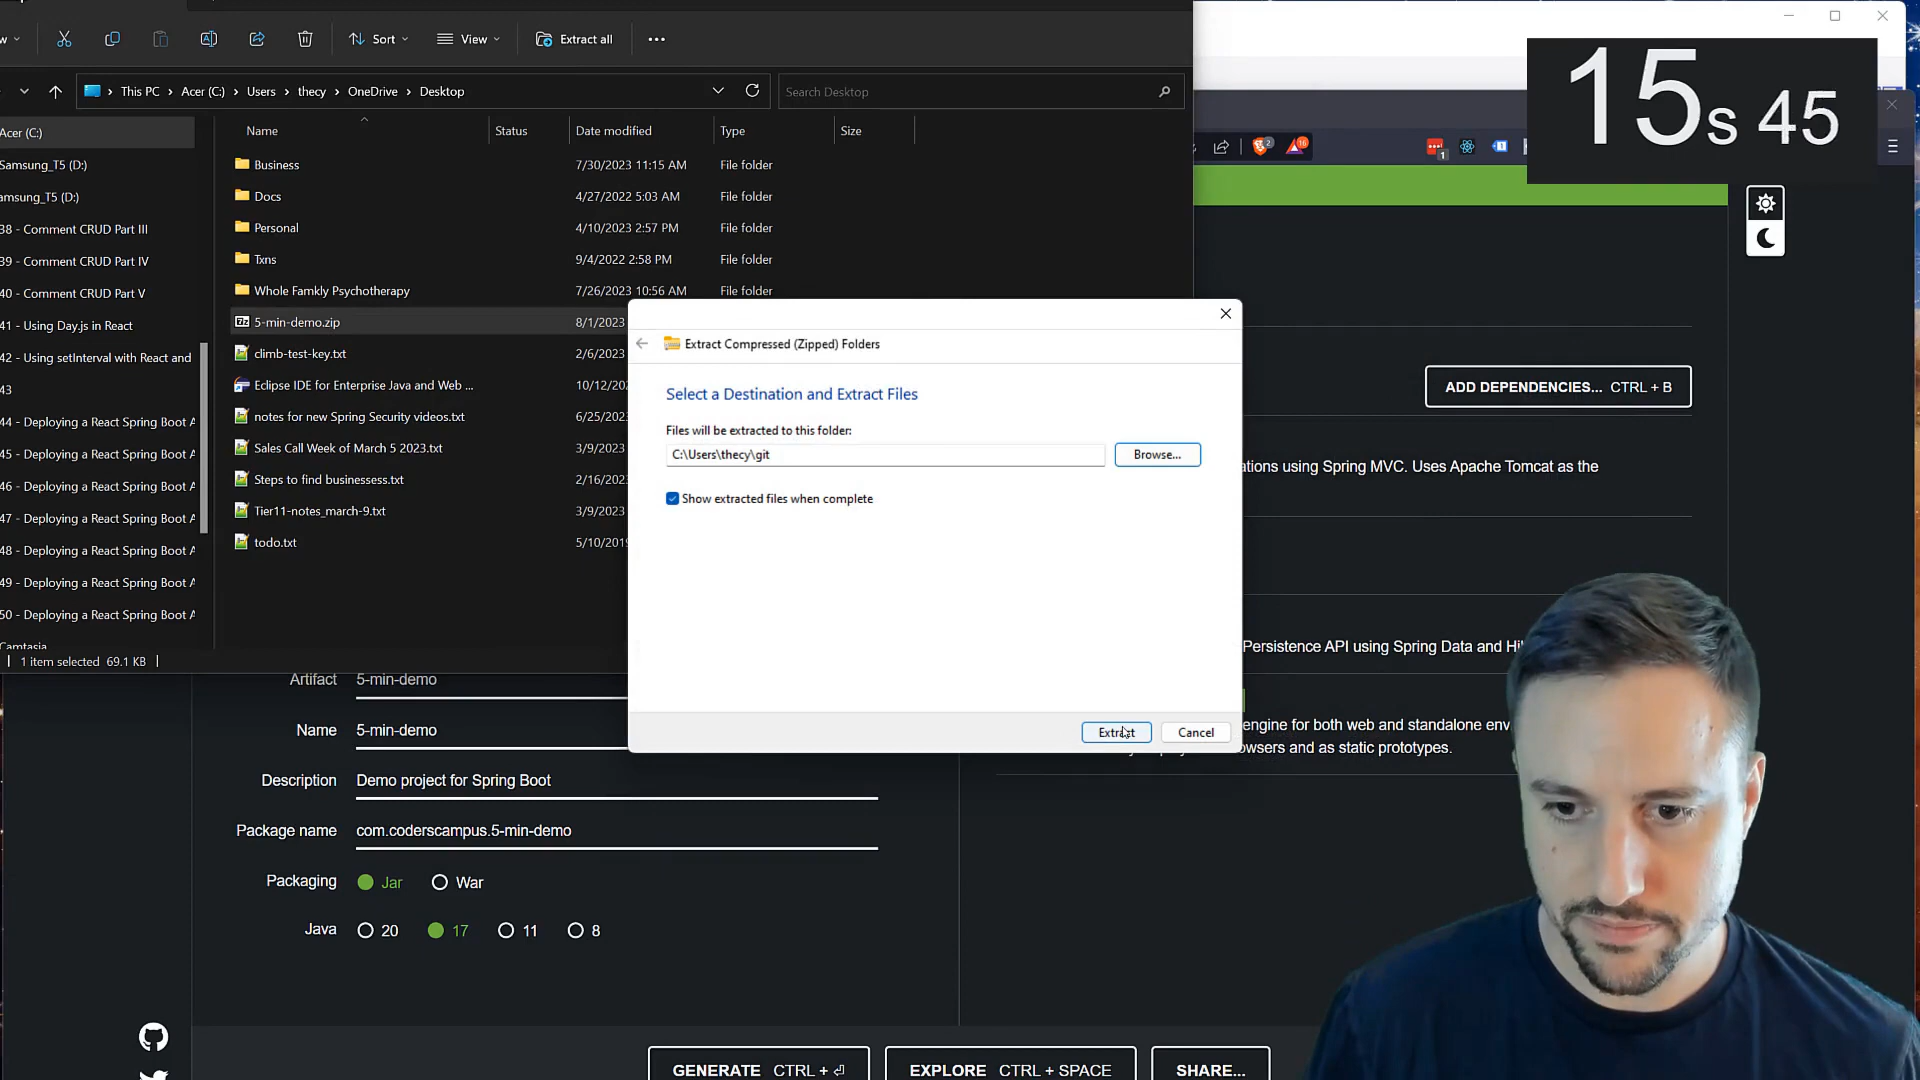 Sort
View
Extract all
This PC > Acer (C:) > Users > thecy > OneDrive > Desktop
Search Desktop
15s 45
Acer (C:)
Samsung_T5 (D:)
amsung_T5 (D:)
38 - Comment CRUD Part III
39 - Comment CRUD Part IV
40 - Comment CRUD Part V
41 - Using Day.js in React
42 - Using setInterval with React and
43
44 - Deploying a React Spring Boot A
45 - Deploying a React Spring Boot A
46 - Deploying a React Spring Boot A
47 - Deploying a React Spring Boot A
48 - Deploying a React Spring Boot A
49 - Deploying a React Spring Boot A
50 - Deploying a React Spring Boot A
Camtasia
Name Status Date modified Type Size
Business 7/30/2023 11:15 AM File folder
Docs 4/27/2022 5:03 AM File folder
Personal 4/10/2023 2:57 PM File folder
Txns 9/4/2022 2:58 PM File folder
Whole Famkly Psychotherapy 7/26/2023 10:56 AM File folder
5-min-demo.zip 8/1/2023
climb-test-key.txt 2/6/2023
Eclipse IDE for Enterprise Java and Web ... 10/12/202
notes for new Spring Security videos.txt 6/25/2023
Sales Call Week of March 5 2023.txt 3/9/2023
Steps to find businessess.txt 2/16/2023
Tier11-notes_march-9.txt 3/9/2023
todo.txt 5/10/2019
1 item selected 69.1 KB
Extract Compressed (Zipped) Folders
Select a Destination and Extract Files
Files will be extracted to this folder:
C:\Users\thecy\git
Browse...
Show extracted files when complete
Extract
Cancel
ADD DEPENDENCIES... CTRL + B
ations using Spring MVC. Uses Apache Tomcat as the
Persistence API using Spring Data and Hi
engine for both web and standalone env
owsers and as static prototypes.
Artifact 5-min-demo
Name 5-min-demo
Description Demo project for Spring Boot
Package name com.coderscampus.5-min-demo
Packaging Jar War
Java 20 17 11 8
GENERATE CTRL + ⏎
EXPLORE CTRL + SPACE
SHARE...